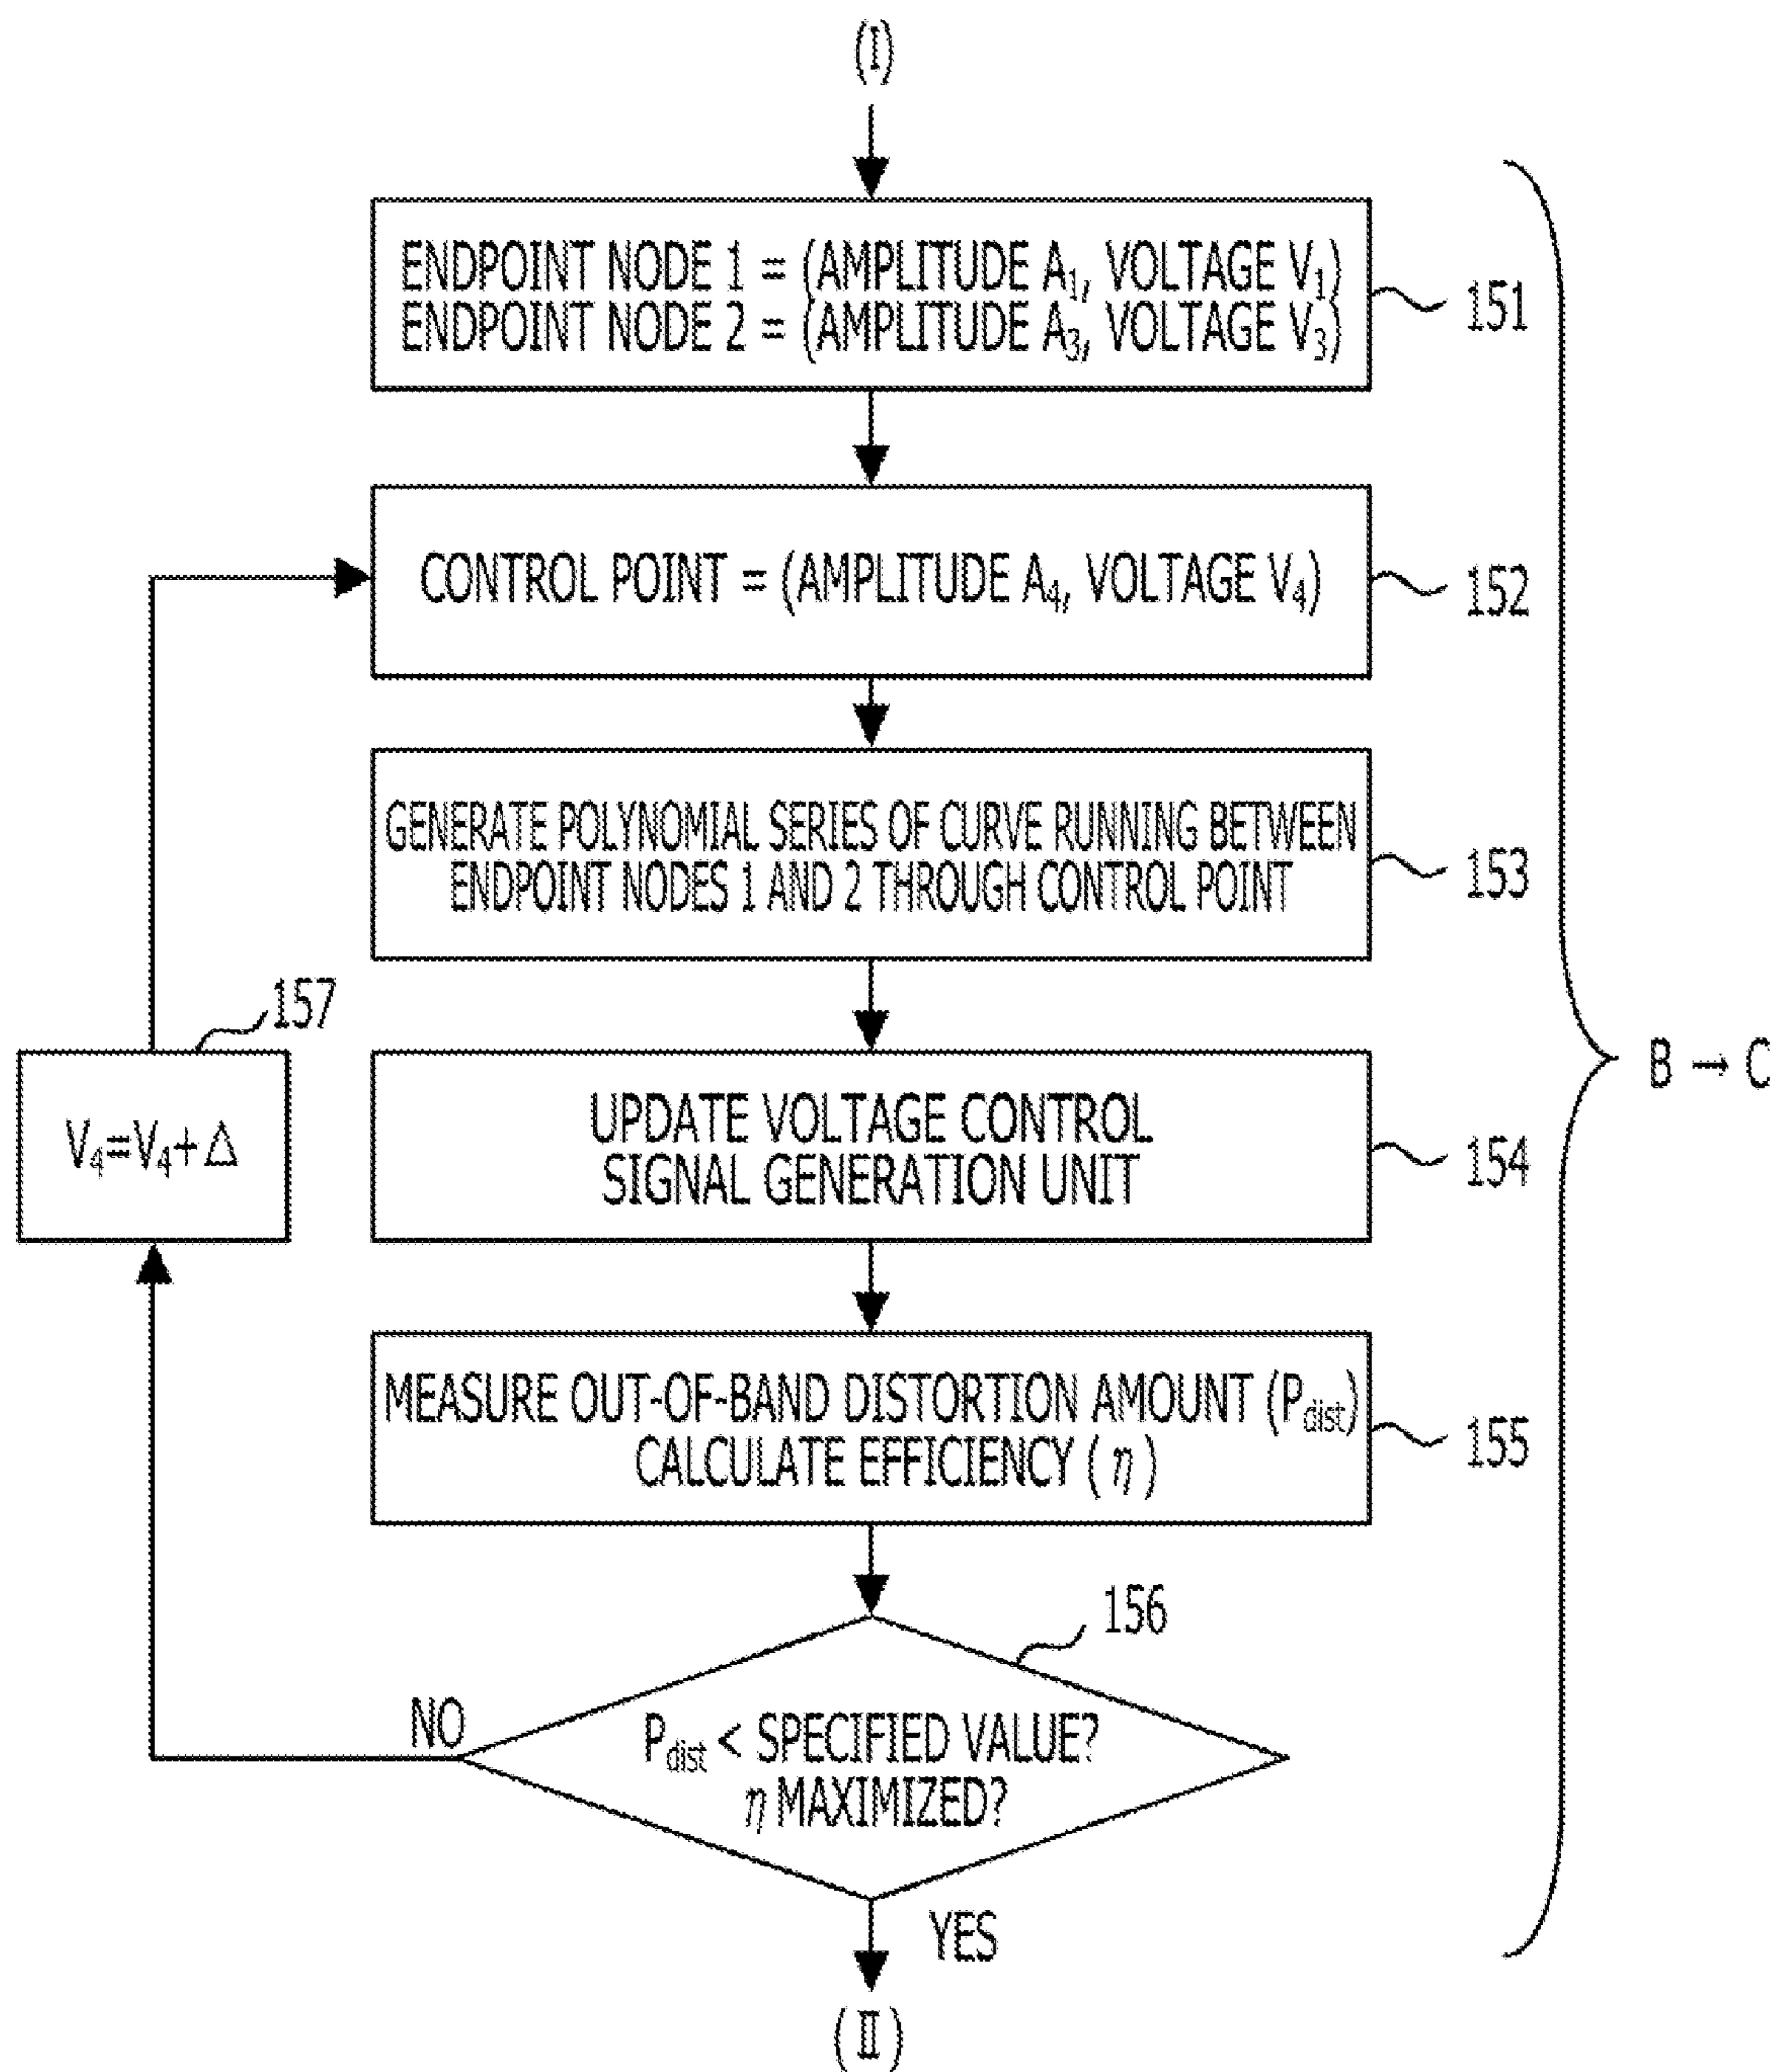 (I)
ENDPOINT NODE 1 = (AMPLITUDE A₁, VOLTAGE V₁)
ENDPOINT NODE 2 = (AMPLITUDE A₃, VOLTAGE V₃)
151
CONTROL POINT = (AMPLITUDE A₄, VOLTAGE V₄)
152
GENERATE POLYNOMIAL SERIES OF CURVE RUNNING BETWEEN
ENDPOINT NODES 1 AND 2 THROUGH CONTROL POINT
153
157
V₄=V₄+Δ
UPDATE VOLTAGE CONTROL
SIGNAL GENERATION UNIT
154
B → C
MEASURE OUT-OF-BAND DISTORTION AMOUNT (Pdist)
CALCULATE EFFICIENCY (η)
155
156
NO
Pdist < SPECIFIED VALUE?
η MAXIMIZED?
YES
(II)